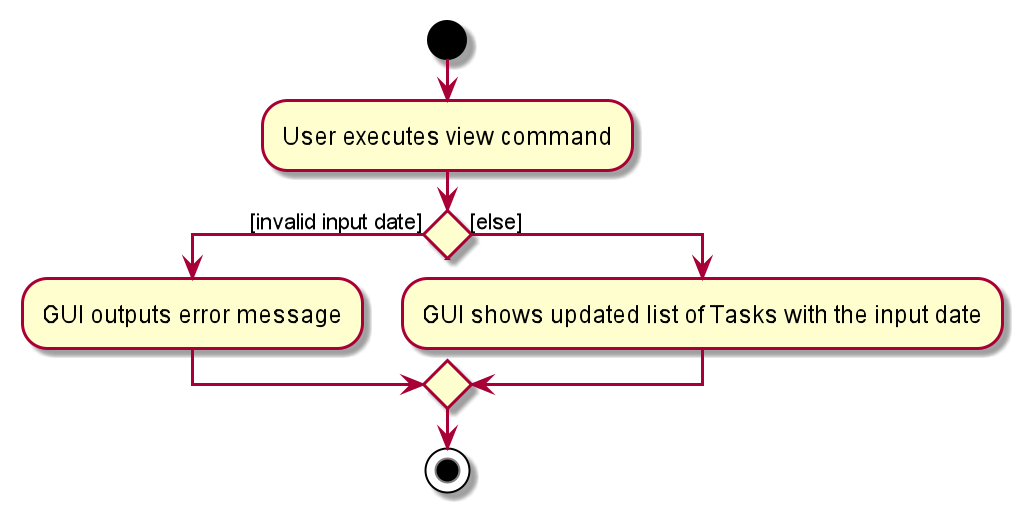 User executes view command
[invalid input date]
[else]
GUI outputs error message
GUI shows updated list of Tasks with the input date